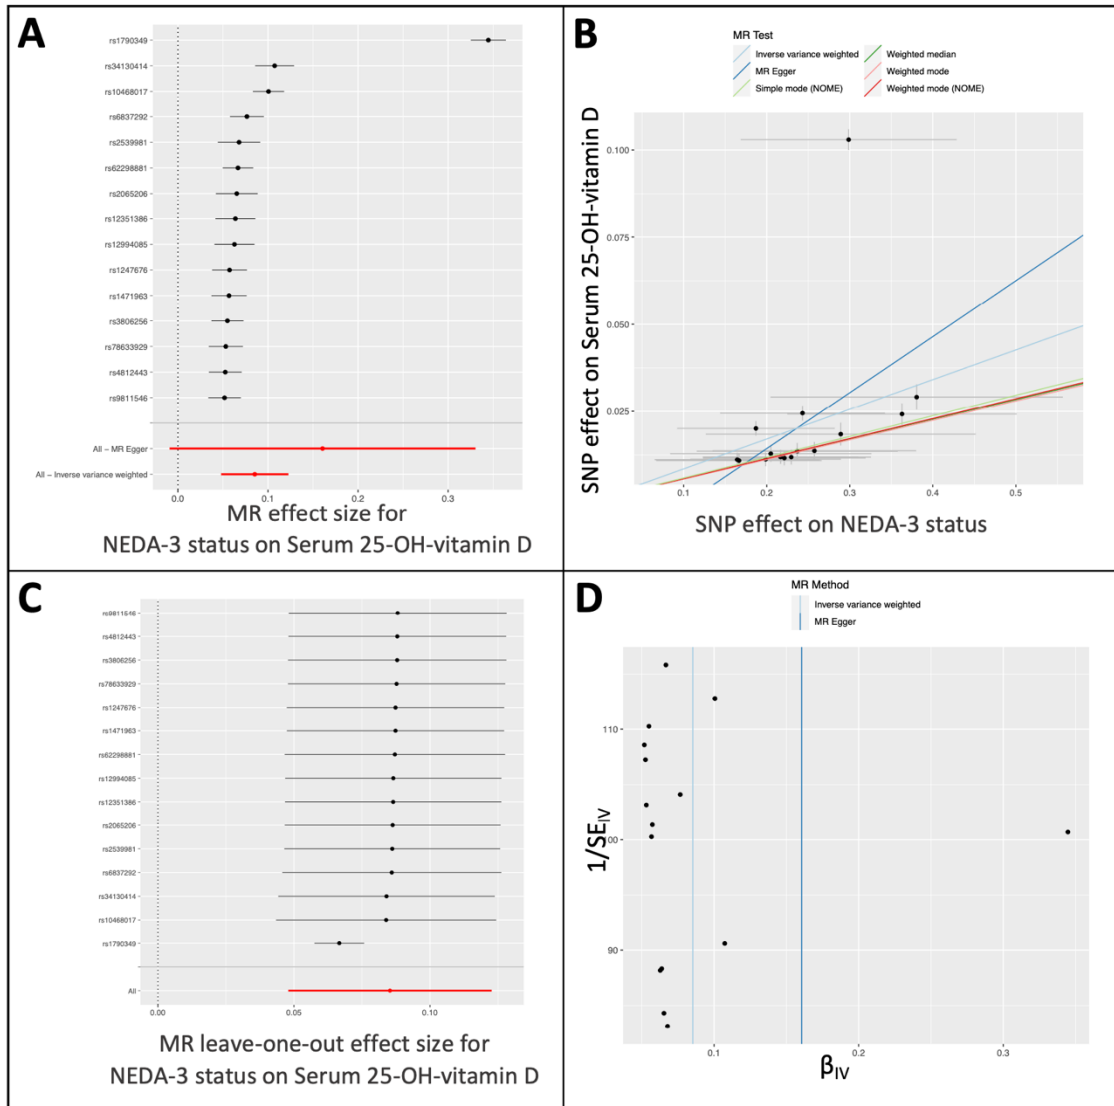 A
rs1790349
rs34130414
rs10468017
rs6837292
rs2539981
rs62298881
rs2065206
rs12351386
rs12994085
rs1247676
rs1471963
rs3806256
rs78633929
rs4812443
rs9811546
All − MR Egger
All − Inverse variance weighted
0.0 0.1 0.2 0.3
MR effect size for
NEDA-3 status on Serum 25-OH-vitamin D
B
MR Test
Inverse variance weighted Weighted median
MR Egger Weighted mode
Simple mode (NOME) Weighted mode (NOME)
SNP effect on Serum 25-OH-vitamin D
0.100
0.075
0.050
0.025
0.1 0.2 0.3 0.4 0.5
SNP effect on NEDA-3 status
C
rs9811546
rs4812443
rs3806256
rs78633929
rs1247676
rs1471963
rs62298881
rs12994085
rs12351386
rs2065206
rs2539981
rs6837292
rs34130414
rs10468017
rs1790349
All
0.00 0.05 0.10
MR leave-one-out effect size for
NEDA-3 status on Serum 25-OH-vitamin D
D
MR Method
Inverse variance weighted
MR Egger
1/SEIV
110
100
90
0.1 0.2 0.3
βIV